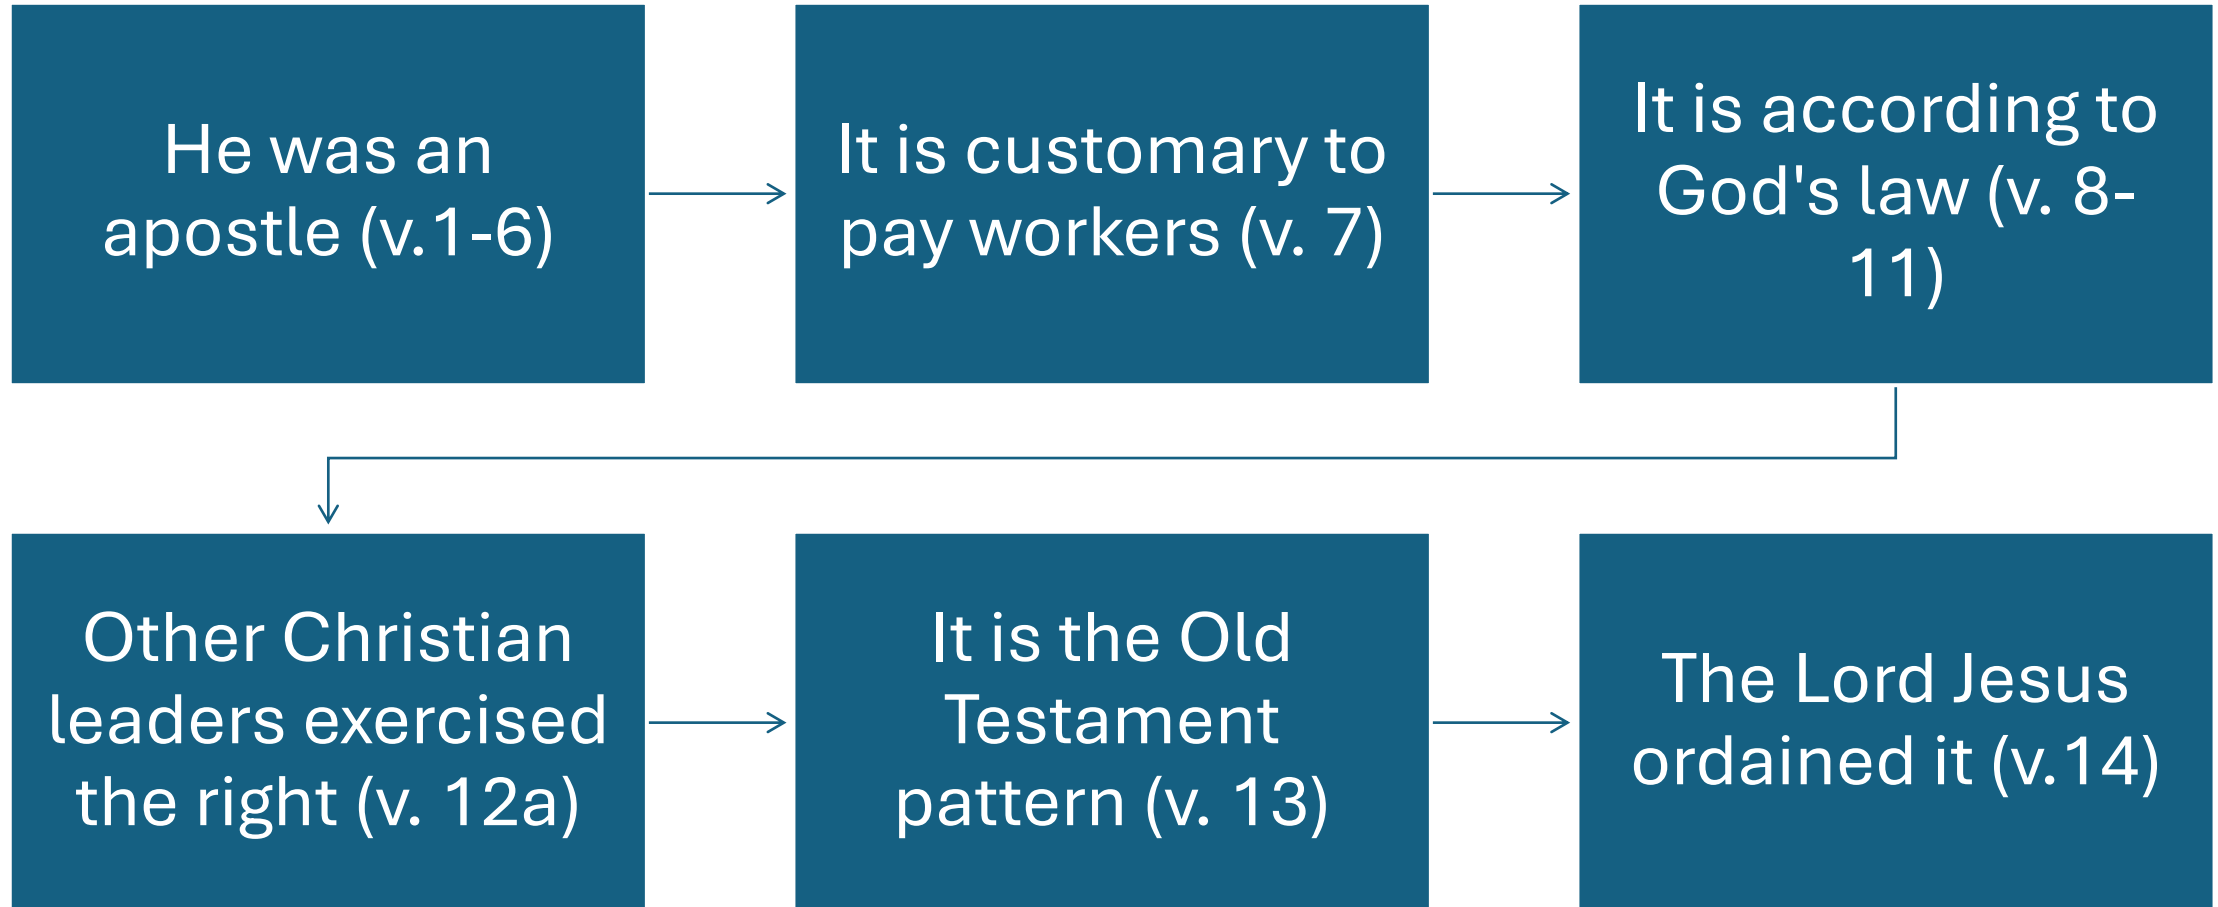 He was an
apostle (v.1-6)
It is customary to
pay workers (v. 7)
It is according to
God's law (v. 8-
11)
Other Christian
leaders exercised
the right (v. 12a)
It is the Old
Testament
pattern (v. 13)
The Lord Jesus
ordained it (v.14)